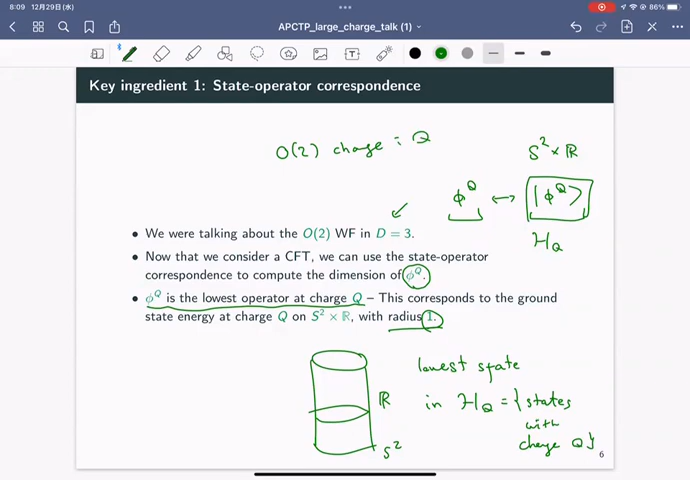 8:09 12月29日(水)
86%
APCTP_large_charge_talk (1)
Key ingredient 1: State-operator correspondence
O(2) charge : Q
S² × ℝ
ϕ^Q ↔ |ϕ^Q⟩
H_Q
• We were talking about the O(2) WF in D = 3.
• Now that we consider a CFT, we can use the state-operator
correspondence to compute the dimension of ϕ^Q.
• ϕ^Q is the lowest operator at charge Q – This corresponds to the ground
state energy at charge Q on S² × ℝ, with radius 1.
lowest state
ℝ
in H_Q = { states
with
charge Q }
S²
6